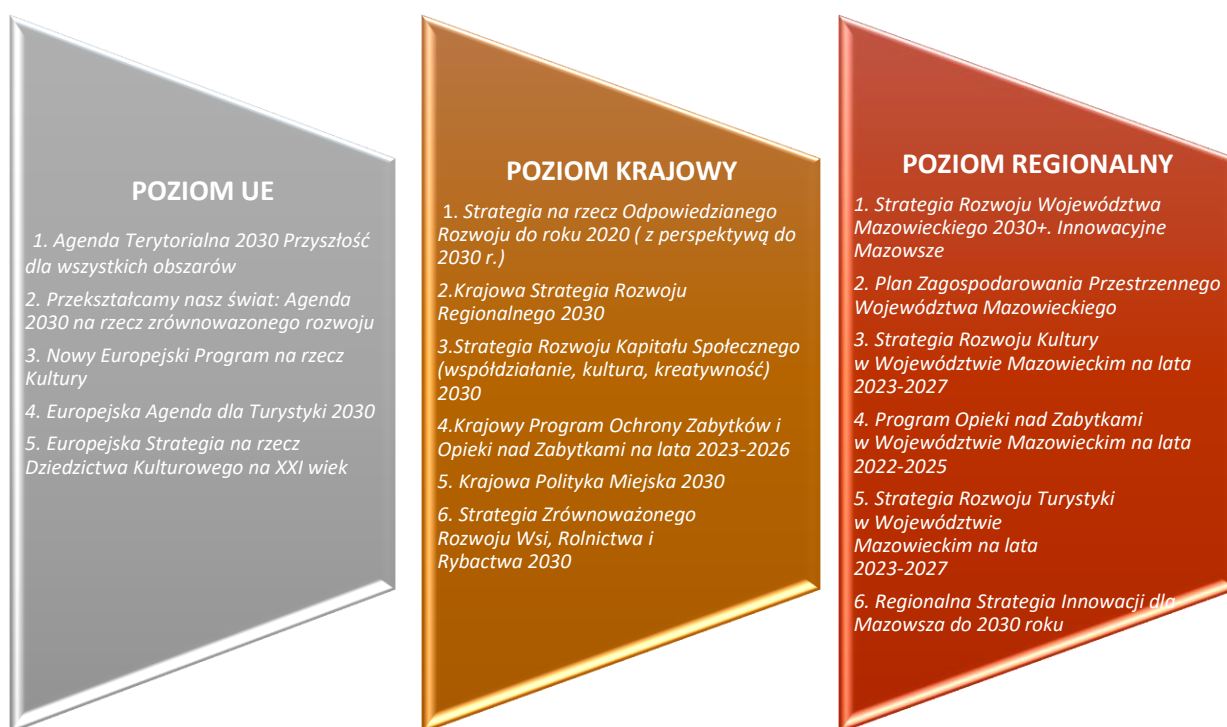 POZIOM UE
1. Agenda Terytorialna 2030 Przyszłość
dla wszystkich obszarów
2. Przekształcamy nasz świat: Agenda
2030 na rzecz zrównowazonego rozwoju
3. Nowy Europejski Program na rzecz
Kultury
4. Europejska Agenda dla Turystyki 2030
5. Europejska Strategia na rzecz
Dziedzictwa Kulturowego na XXI wiek
POZIOM KRAJOWY
1. Strategia na rzecz Odpowiedzianego
Rozwoju do roku 2020 ( z perspektywą do
2030 r.)
2.Krajowa Strategia Rozwoju
Regionalnego 2030
3.Strategia Rozwoju Kapitału Społecznego
(współdziałanie, kultura, kreatywność)
2030
4.Krajowy Program Ochrony Zabytków i
Opieki nad Zabytkami na lata 2023-2026
5. Krajowa Polityka Miejska 2030
6. Strategia Zrównoważonego
Rozwoju Wsi, Rolnictwa i
Rybactwa 2030
POZIOM REGIONALNY
1. Strategia Rozwoju Województwa
Mazowieckiego 2030+. Innowacyjne
Mazowsze
2. Plan Zagospodarowania Przestrzennego
Województwa Mazowieckiego
3. Strategia Rozwoju Kultury
w Województwie Mazowieckim na lata
2023-2027
4. Program Opieki nad Zabytkami
w Województwie Mazowieckim na lata
2022-2025
5. Strategia Rozwoju Turystyki
w Województwie
Mazowieckim na lata
2023-2027
6. Regionalna Strategia Innowacji dla
Mazowsza do 2030 roku